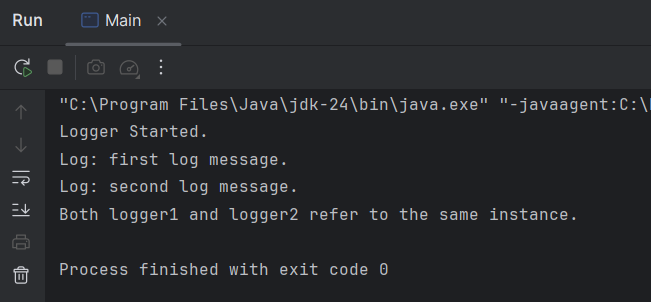 Run Main
"C:\Program Files\Java\jdk-24\bin\java.exe" "-javaagent:C:\
Logger Started.
Log: first log message.
Log: second log message.
Both logger1 and logger2 refer to the same instance.
Process finished with exit code 0